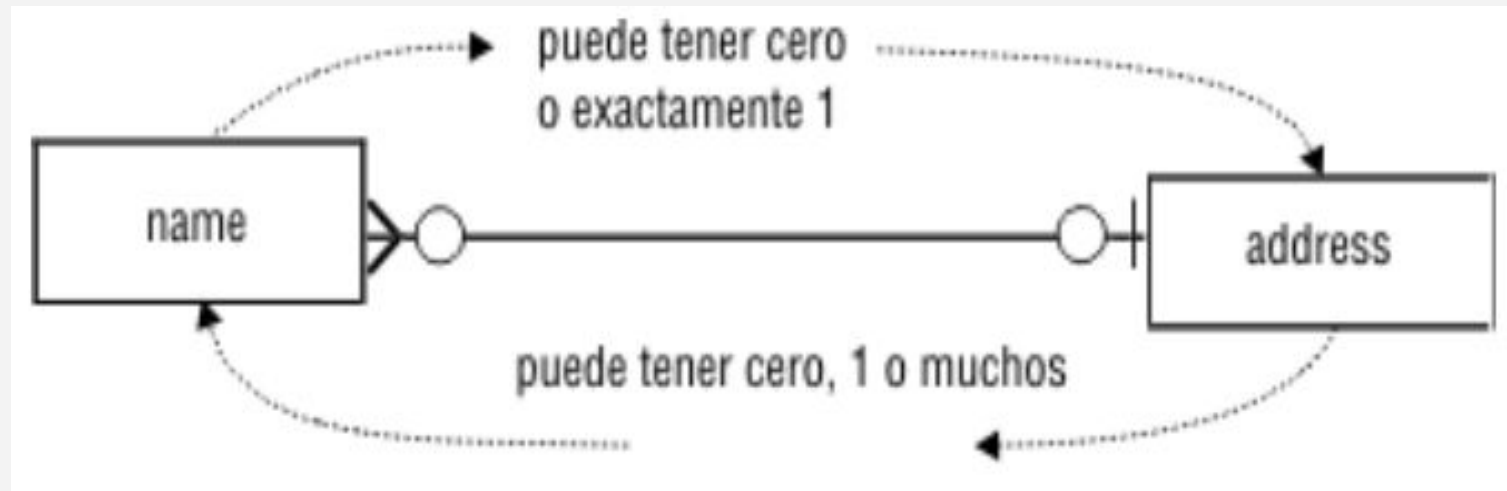 puede tener cero
o exactamente 1
name
address
puede tener cero, 1 o muchos